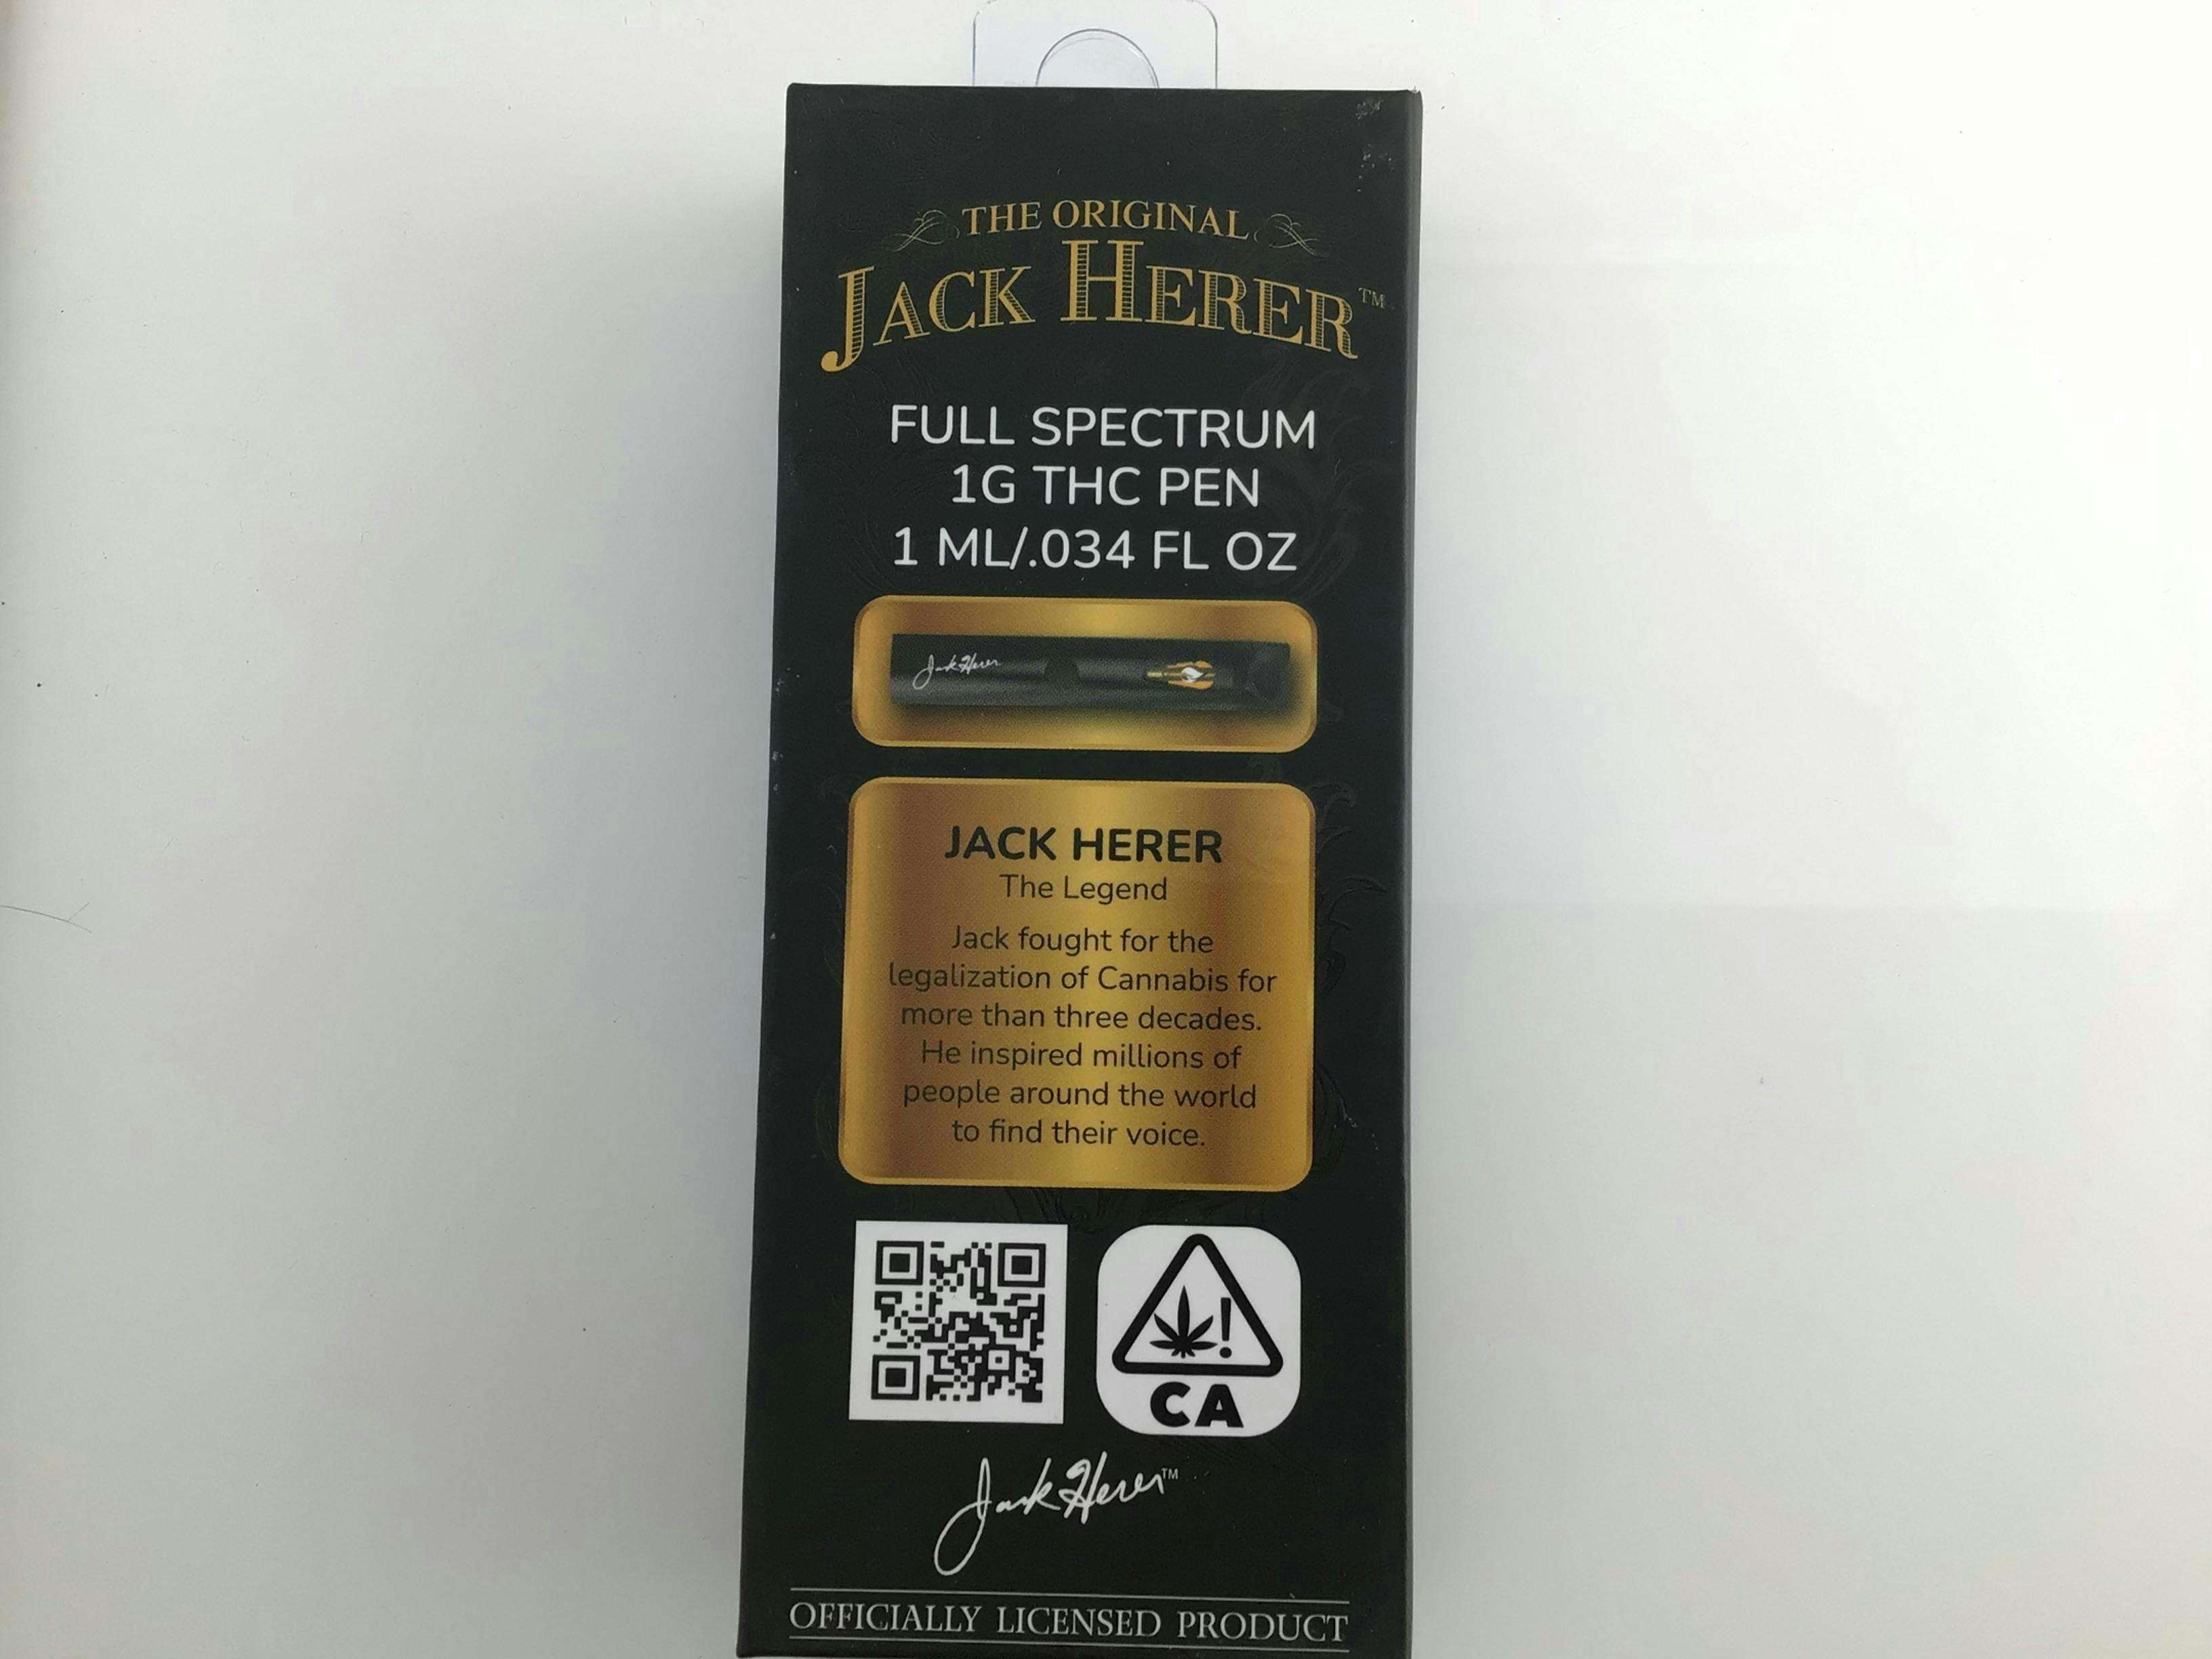 THE ORIGINAL
JACK HERER™
FULL SPECTRUM
1G THC PEN
1 ML/.034 FL OZ
Jack Herer
JACK HERER
The Legend
Jack fought for the
legalization of Cannabis for
more than three decades.
He inspired millions of
people around the world
to find their voice.
CA
Jack Herer™
OFFICIALLY LICENSED PRODUCT